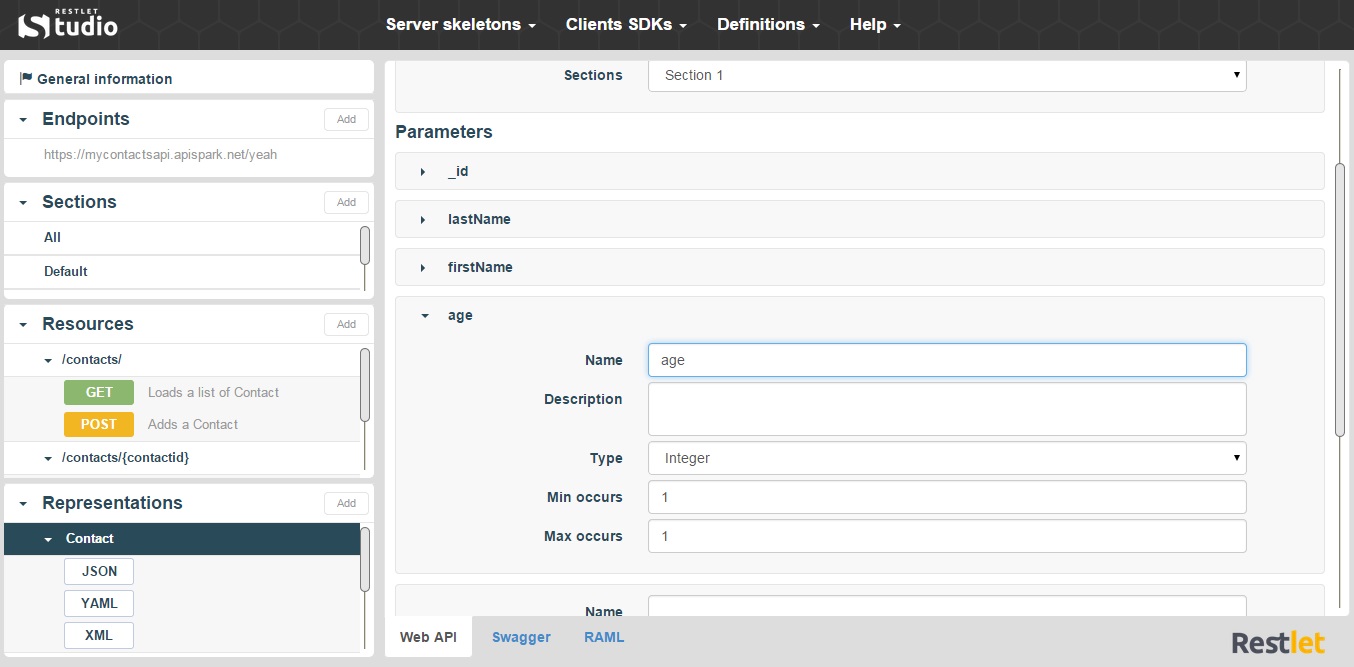 RESTLET
Studio
Server skeletons
Clients SDKs
Definitions
Help
General information
Endpoints
Add
https://mycontactsapi.apispark.net/yeah
Sections
Add
All
Default
Resources
Add
/contacts/
GET Loads a list of Contact
POST Adds a Contact
/contacts/{contactid}
Representations
Add
Contact
JSON
YAML
XML
Sections Section 1
Parameters
_id
lastName
firstName
age
Name age
Description
Type Integer
Min occurs 1
Max occurs 1
Name
Web API Swagger RAML
Restlet